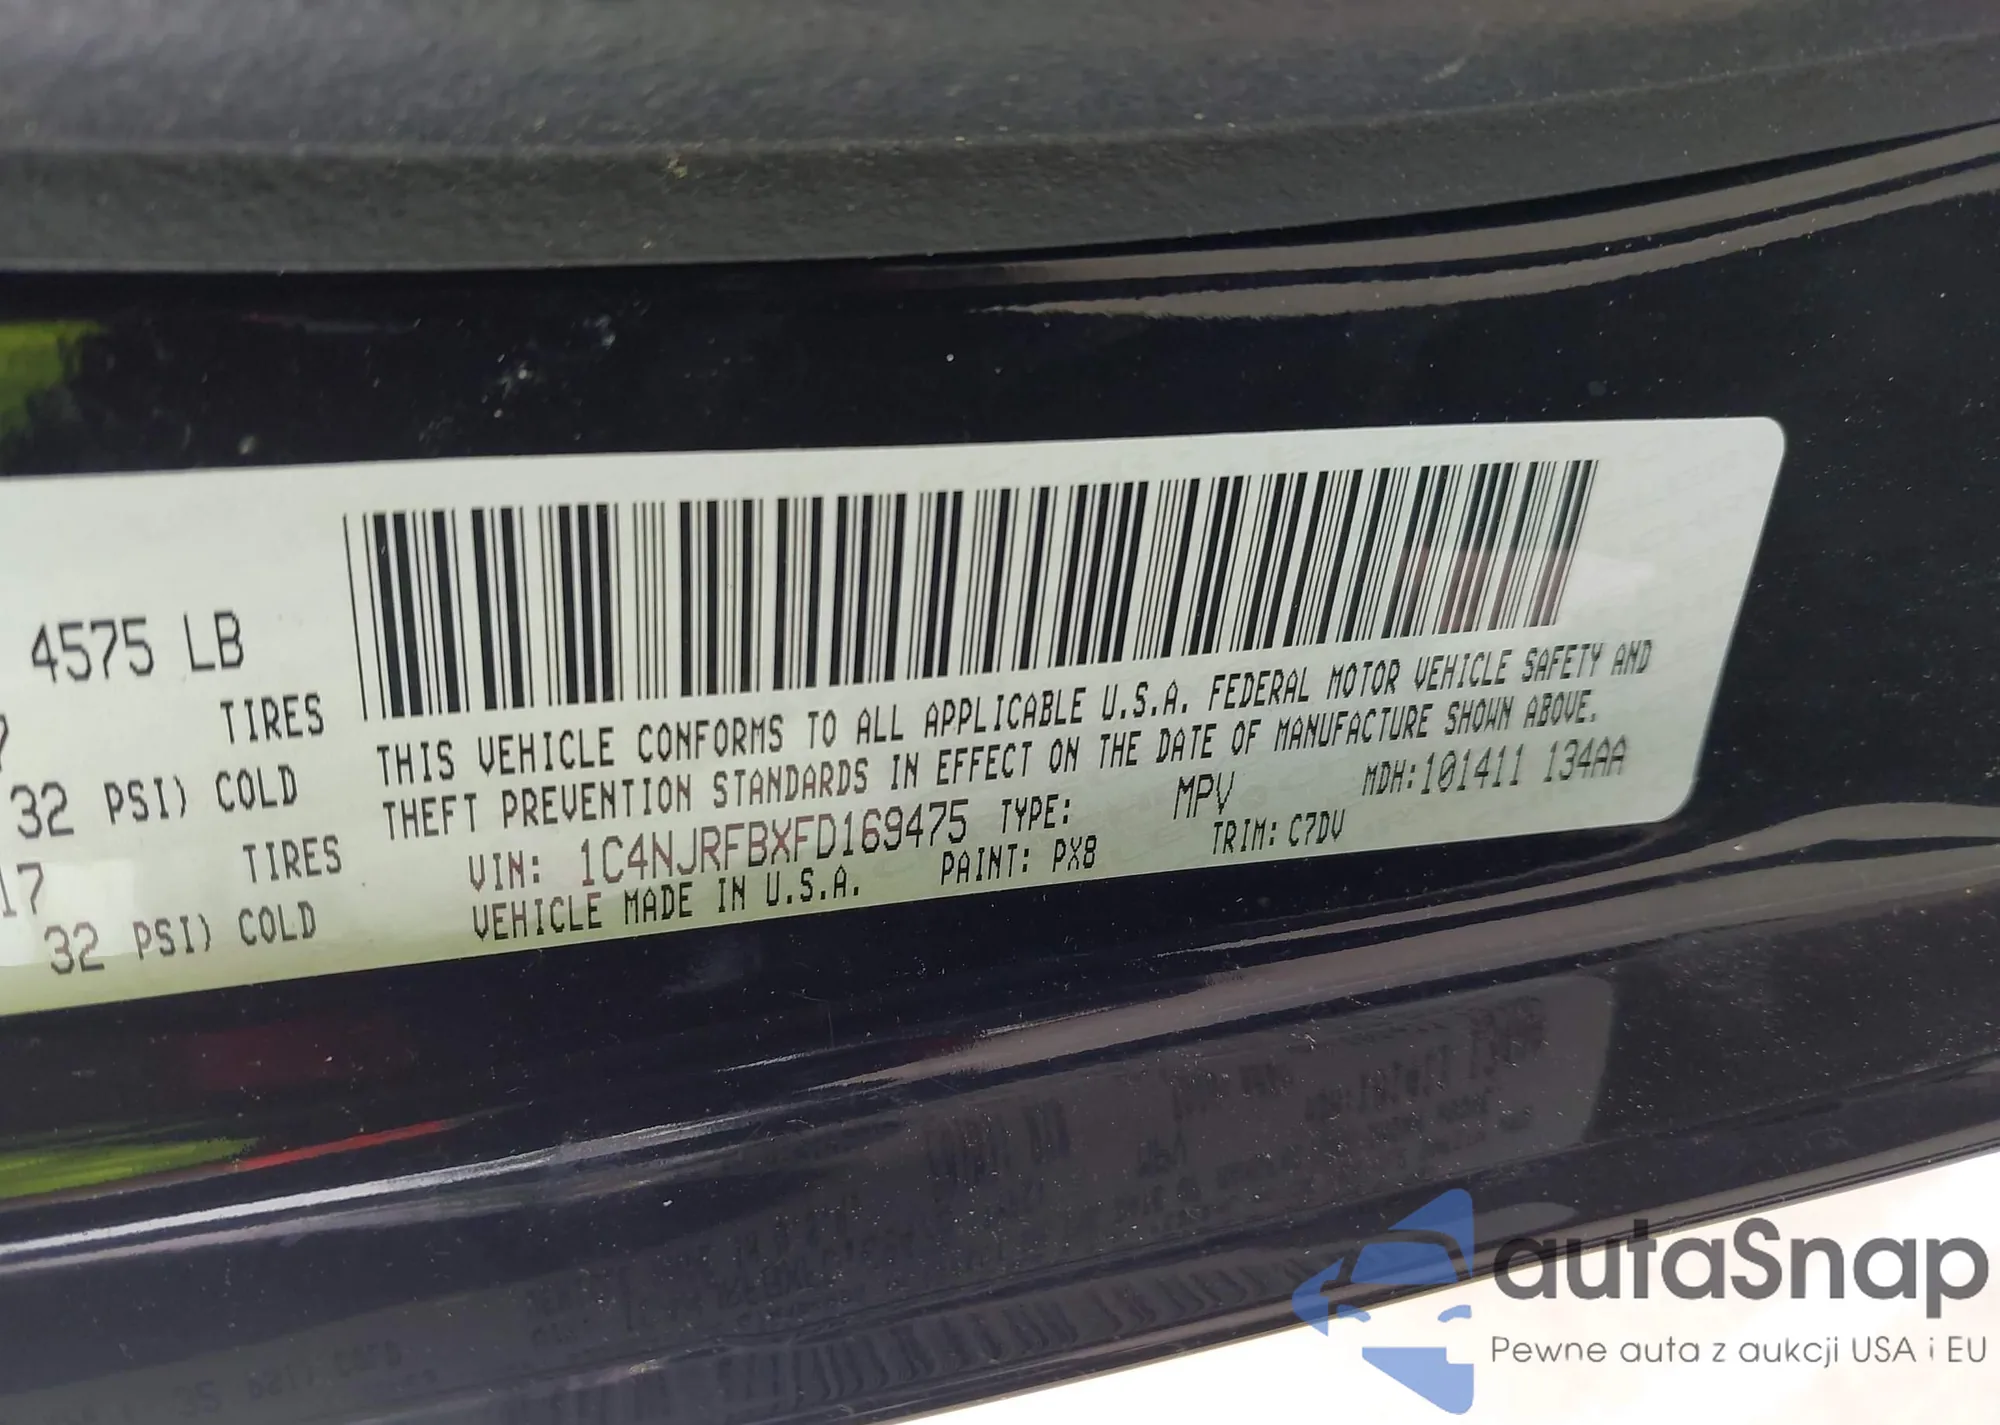 4575 LB
TIRES
32 PSI) COLD
17 TIRES
32 PSI) COLD
THIS VEHICLE CONFORMS TO ALL APPLICABLE U.S.A. FEDERAL MOTOR VEHICLE SAFETY AND
THEFT PREVENTION STANDARDS IN EFFECT ON THE DATE OF MANUFACTURE SHOWN ABOVE.
VIN: 1C4NJRFBXFD169475 TYPE: MPV MDH:101411 134AA
VEHICLE MADE IN U.S.A. PAINT: PX8 TRIM: C7DV
autaSnap
Pewne auta z aukcji USA i EU